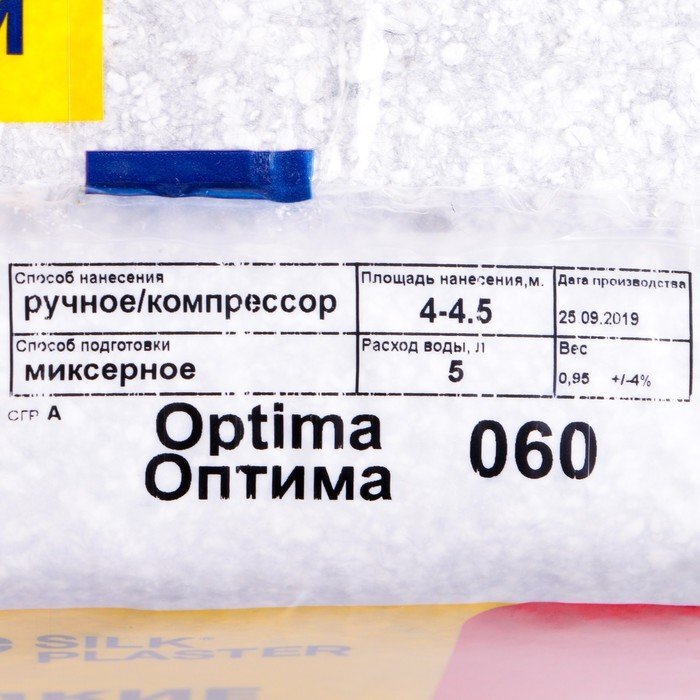 Способ нанесения
ручное/компрессор
Площадь нанесения,м.
4-4.5
Дата производства
25 09.2019
Способ подготовки
миксерное
Расход воды, л
5
Вес
0,95 +/-4%
СГР А
Optima
Оптима
060
SILK
PLASTER